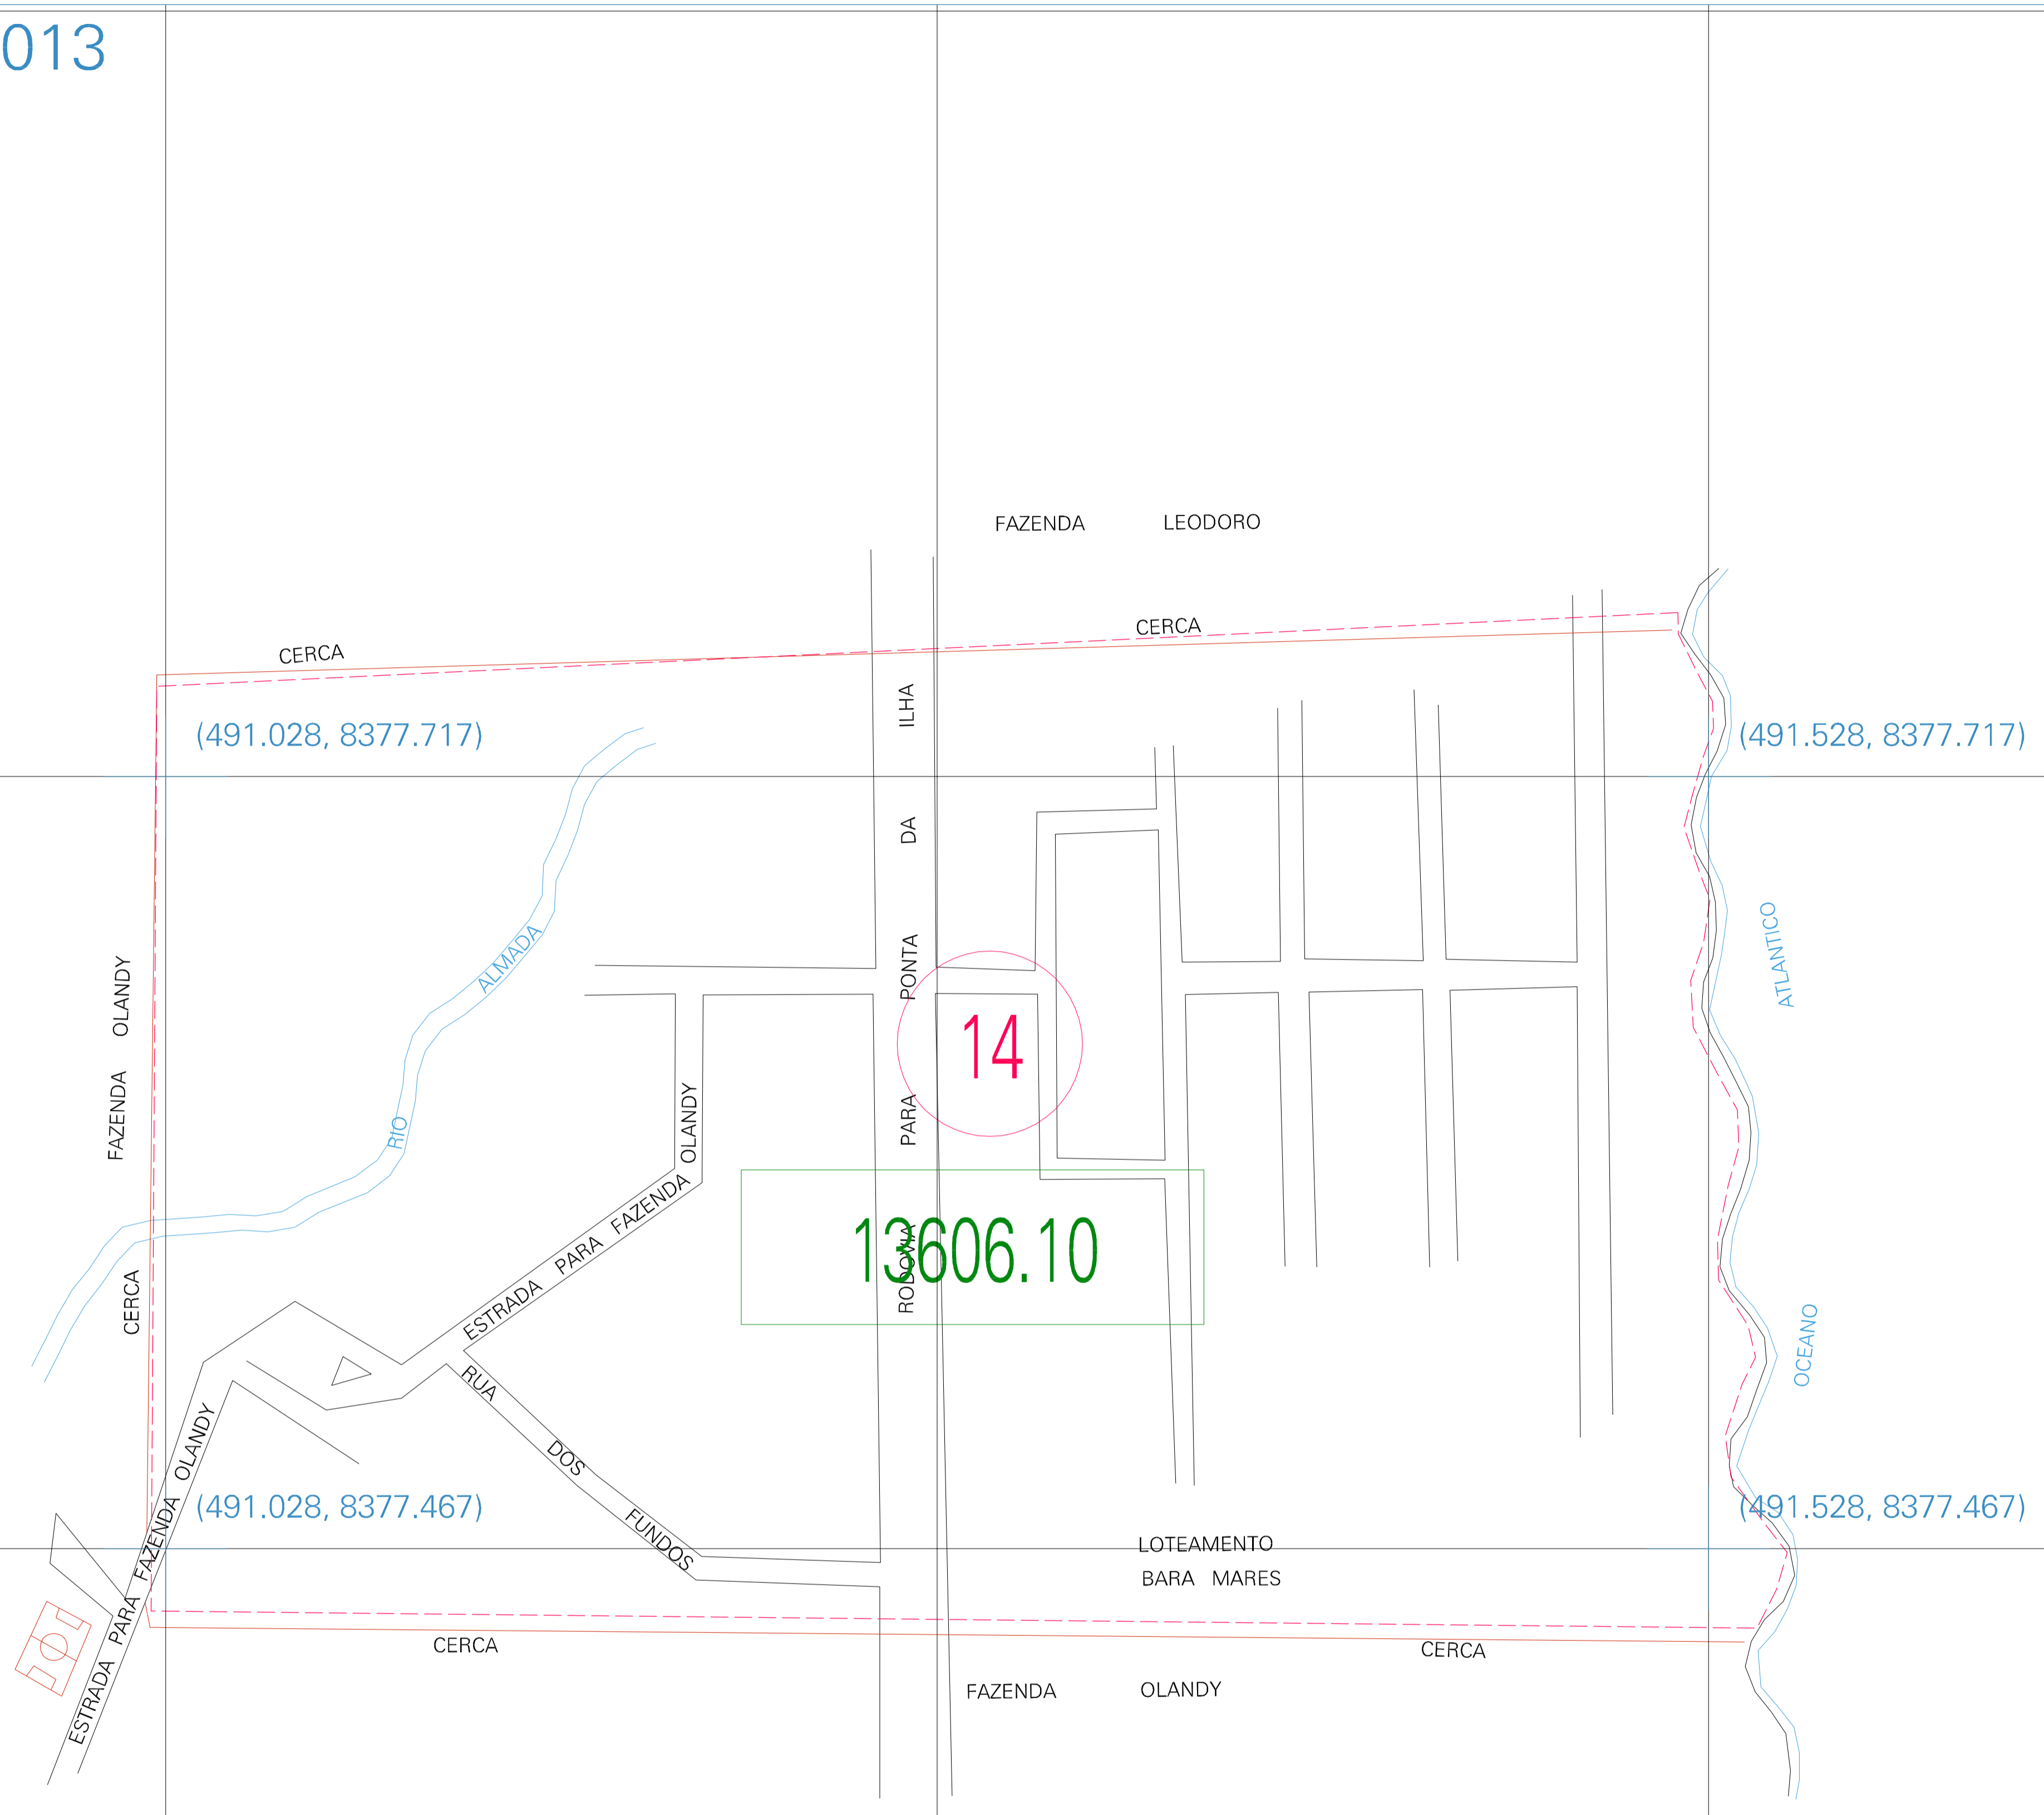 013
FAZENDA LEODORO
CERCA
CERCA
(491.028, 8377.717)
(491.528, 8377.717)
RODOVIA PARA PONTA DA ILHA
RIO ALMADA
FAZENDA OLANDY
CERCA
OCEANO ATLANTICO
14
13606.10
ESTRADA PARA FAZENDA OLANDY
RUA DOS FUNDOS
ESTRADA PARA FAZENDA OLANDY
(491.028, 8377.467)
(491.528, 8377.467)
LOTEAMENTO
BARA MARES
CERCA
CERCA
FAZENDA OLANDY